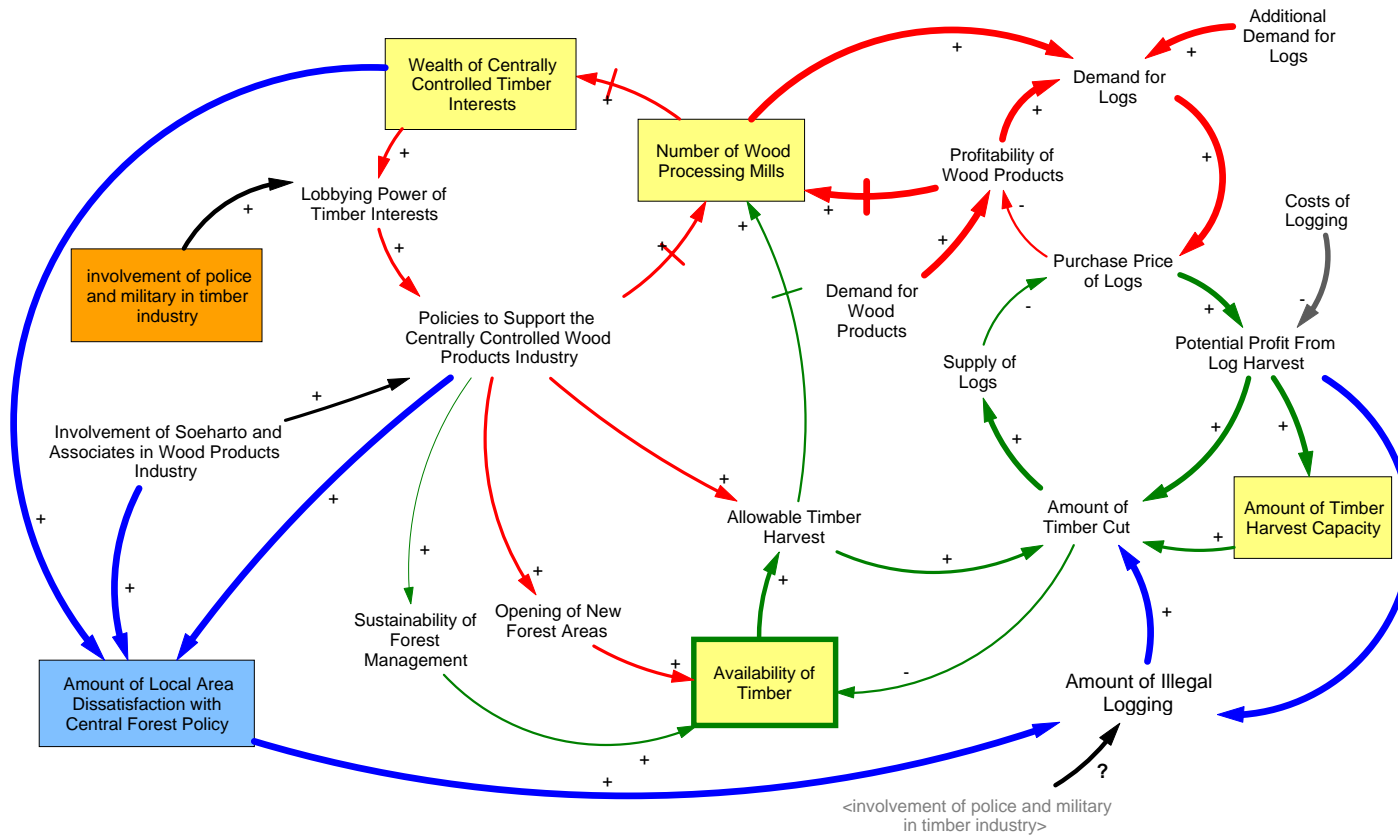 Additional
Demand for
Logs
+
+
Wealth of Centrally
Controlled Timber
Interests
Demand for
Logs
+
+
Number of Wood
Processing Mills
Profitability of
Wood Products
+
+
Lobbying Power of
Timber Interests
+
+
+
-
Costs of
Logging
involvement of police
and military in timber
industry
+
+
+
+
Purchase Price
of Logs
Demand for
Wood
Products
-
+
-
Policies to Support the
Centrally Controlled Wood
Products Industry
Potential Profit From
Log Harvest
Supply of
Logs
+
Involvement of Soeharto and
Associates in Wood Products
Industry
+
+
+
+
+
Allowable Timber
Harvest
Amount of
Timber Cut
Amount of Timber
Harvest Capacity
+
+
+
+
+
+
+
Sustainability of
Forest
Management
Opening of New
Forest Areas
+
+
-
Amount of Local Area
Dissatisfaction with
Central Forest Policy
Availability of
Timber
Amount of Illegal
Logging
+
+
?
<involvement of police and military
in timber industry>